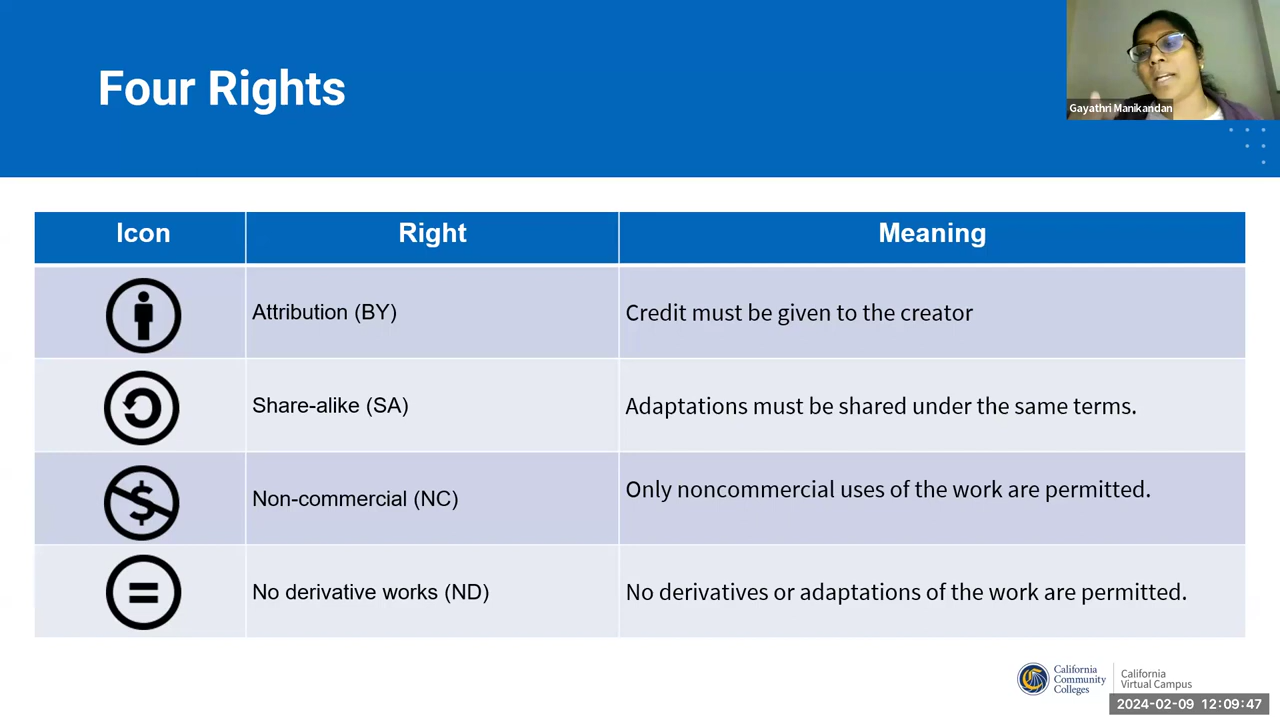 Four Rights
Gayathri Manikandan
Icon Right Meaning
Attribution (BY) Credit must be given to the creator
Share-alike (SA) Adaptations must be shared under the same terms.
Non-commercial (NC) Only noncommercial uses of the work are permitted.
No derivative works (ND) No derivatives or adaptations of the work are permitted.
California
Community
Colleges
California
Virtual Campus
2024-02-09 12:09:47